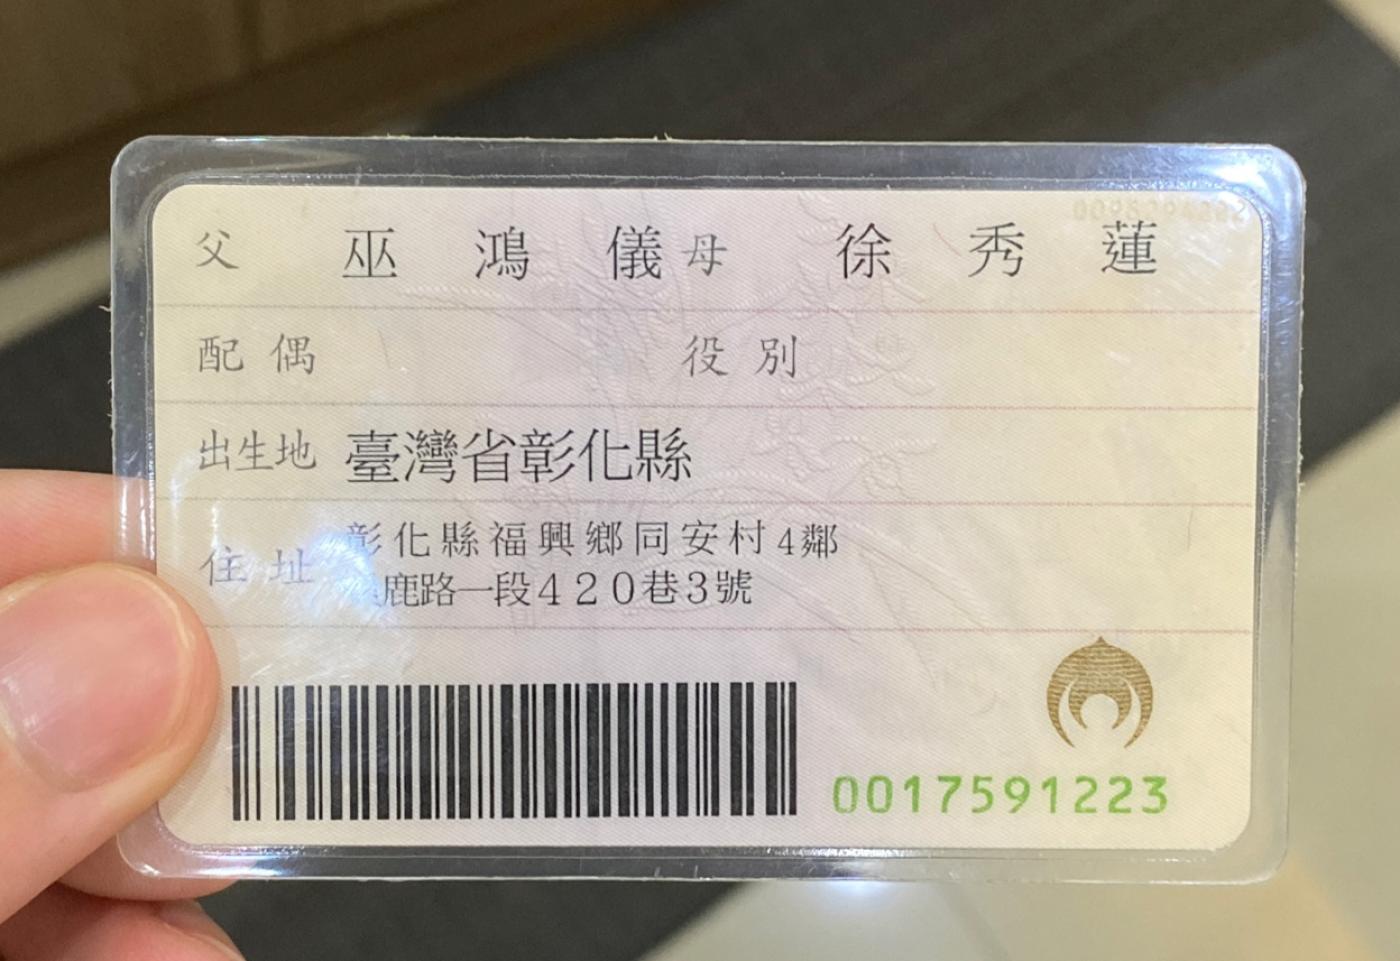 父 巫鴻儀 母 徐秀蓮
配偶 役別
出生地 臺灣省彰化縣
住址 彰化縣福興鄉同安村4鄰
鹿路一段420巷3號
0017591223